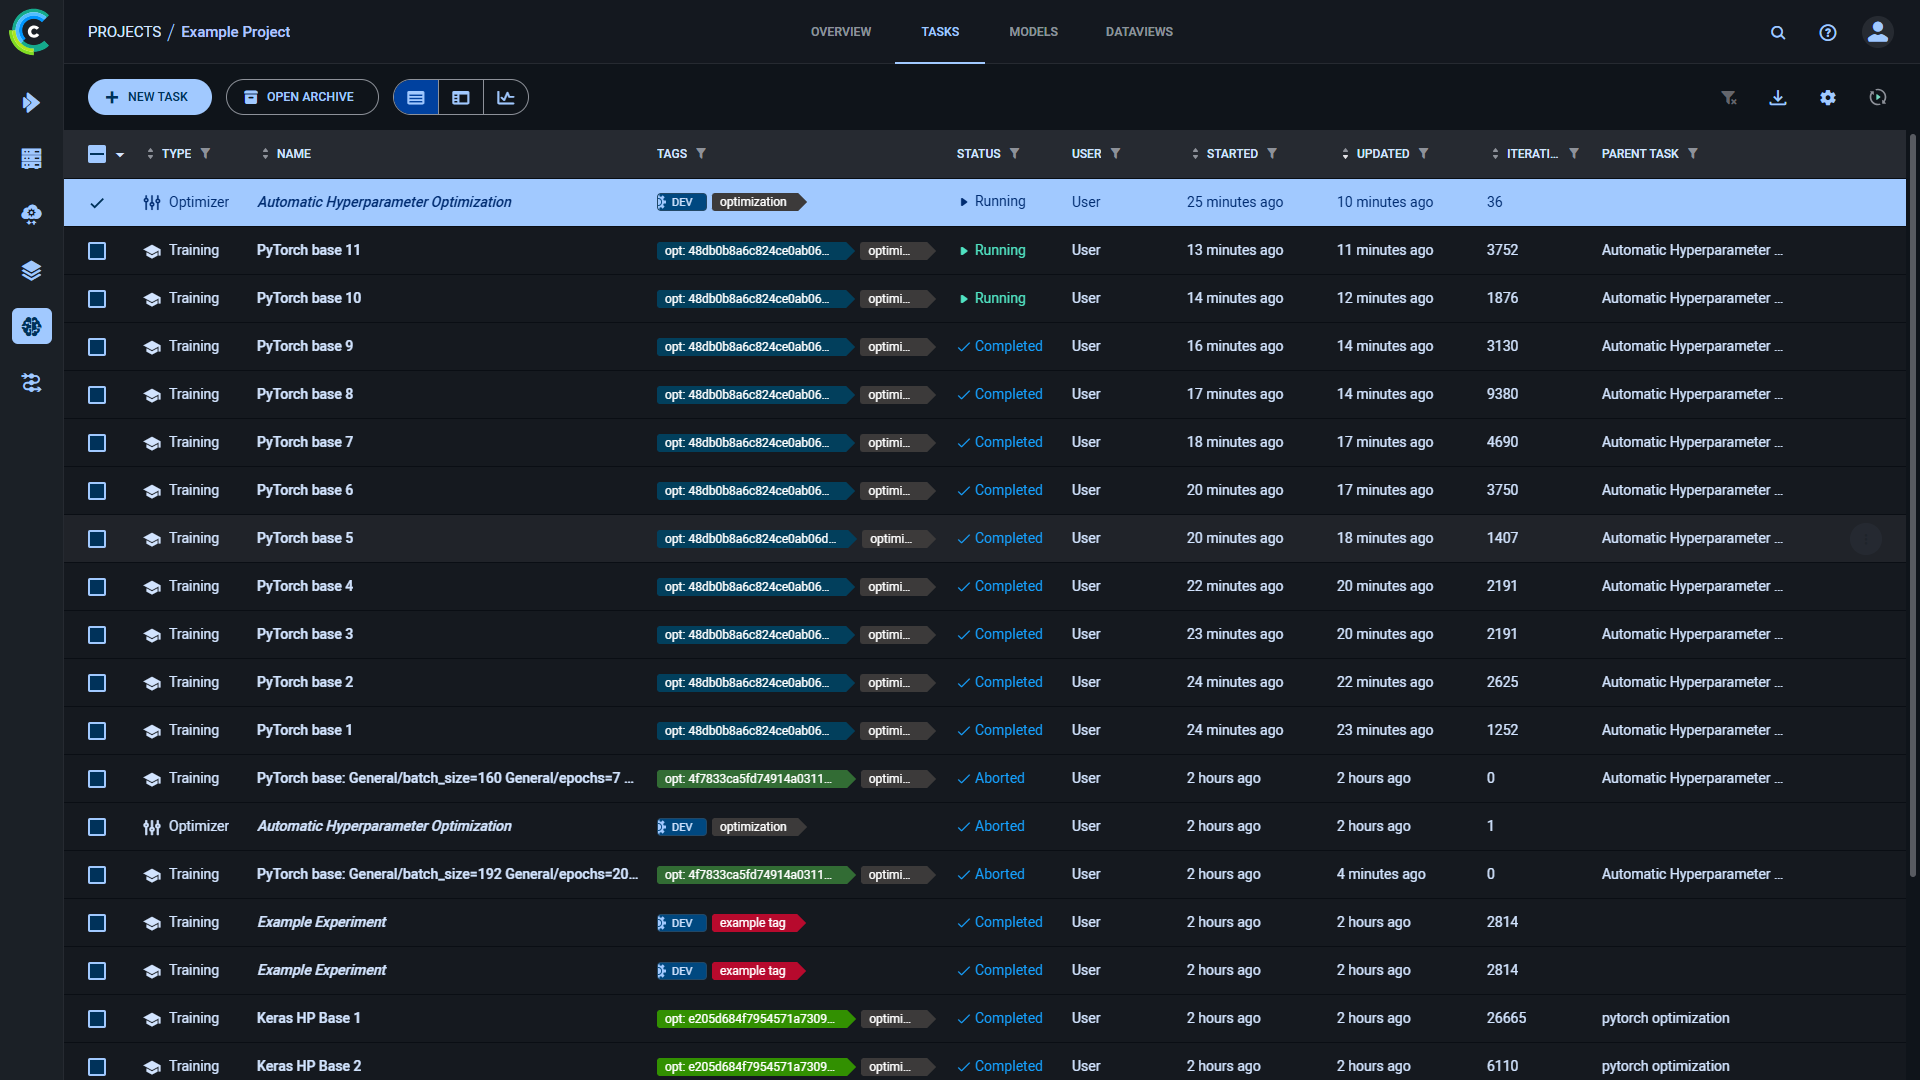 PROJECTS / Example Project
OVERVIEW TASKS MODELS DATAVIEWS
NEW TASK OPEN ARCHIVE
TYPE NAME TAGS STATUS USER STARTED UPDATED ITERATI... PARENT TASK
Optimizer Automatic Hyperparameter Optimization DEV optimization Running User 25 minutes ago 10 minutes ago 36
Training PyTorch base 11 opt: 48db0b8a6c824ce0ab06... optimi... Running User 13 minutes ago 11 minutes ago 3752 Automatic Hyperparameter ...
Training PyTorch base 10 opt: 48db0b8a6c824ce0ab06... optimi... Running User 14 minutes ago 12 minutes ago 1876 Automatic Hyperparameter ...
Training PyTorch base 9 opt: 48db0b8a6c824ce0ab06... optimi... Completed User 16 minutes ago 14 minutes ago 3130 Automatic Hyperparameter ...
Training PyTorch base 8 opt: 48db0b8a6c824ce0ab06... optimi... Completed User 17 minutes ago 14 minutes ago 9380 Automatic Hyperparameter ...
Training PyTorch base 7 opt: 48db0b8a6c824ce0ab06... optimi... Completed User 18 minutes ago 17 minutes ago 4690 Automatic Hyperparameter ...
Training PyTorch base 6 opt: 48db0b8a6c824ce0ab06... optimi... Completed User 20 minutes ago 17 minutes ago 3750 Automatic Hyperparameter ...
Training PyTorch base 5 opt: 48db0b8a6c824ce0ab06d... optimi... Completed User 20 minutes ago 18 minutes ago 1407 Automatic Hyperparameter ...
Training PyTorch base 4 opt: 48db0b8a6c824ce0ab06... optimi... Completed User 22 minutes ago 20 minutes ago 2191 Automatic Hyperparameter ...
Training PyTorch base 3 opt: 48db0b8a6c824ce0ab06... optimi... Completed User 23 minutes ago 20 minutes ago 2191 Automatic Hyperparameter ...
Training PyTorch base 2 opt: 48db0b8a6c824ce0ab06... optimi... Completed User 24 minutes ago 22 minutes ago 2625 Automatic Hyperparameter ...
Training PyTorch base 1 opt: 48db0b8a6c824ce0ab06... optimi... Completed User 24 minutes ago 23 minutes ago 1252 Automatic Hyperparameter ...
Training PyTorch base: General/batch_size=160 General/epochs=7 ... opt: 4f7833ca5fd74914a0311... optimi... Aborted User 2 hours ago 2 hours ago 0 Automatic Hyperparameter ...
Optimizer Automatic Hyperparameter Optimization DEV optimization Aborted User 2 hours ago 2 hours ago 1
Training PyTorch base: General/batch_size=192 General/epochs=20... opt: 4f7833ca5fd74914a0311... optimi... Aborted User 2 hours ago 4 minutes ago 0 Automatic Hyperparameter ...
Training Example Experiment DEV example tag Completed User 2 hours ago 2 hours ago 2814
Training Example Experiment DEV example tag Completed User 2 hours ago 2 hours ago 2814
Training Keras HP Base 1 opt: e205d684f7954571a7309... optimi... Completed User 2 hours ago 2 hours ago 26665 pytorch optimization
Training Keras HP Base 2 opt: e205d684f7954571a7309... optimi... Completed User 2 hours ago 2 hours ago 6110 pytorch optimization